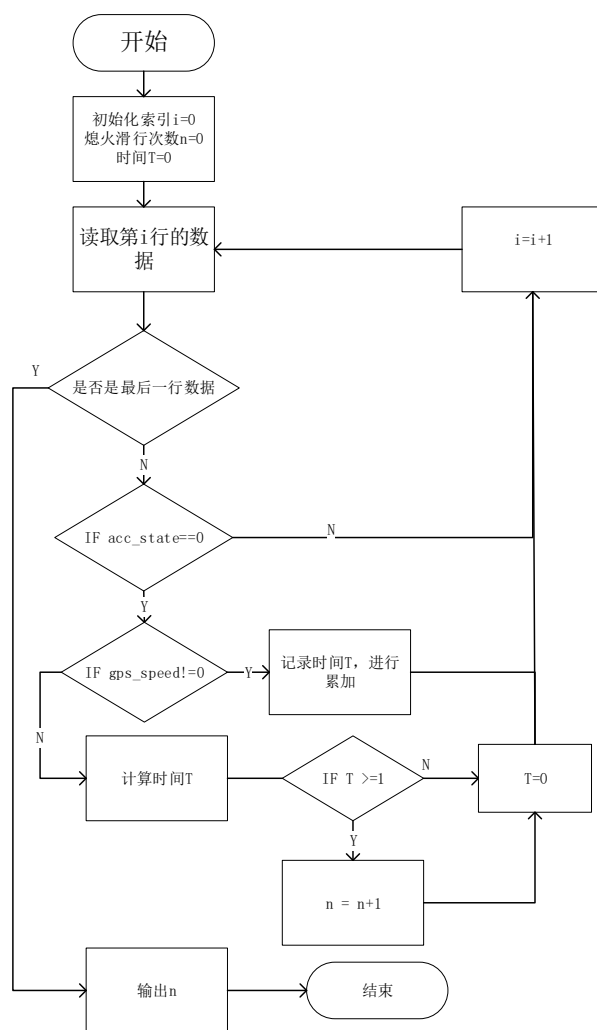 开始
初始化索引i=0
熄火滑行次数n=0
时间T=0
读取第i行的数
据
i=i+1
Y
是否是最后一行数据
N
IF acc_state==0
N
Y
IF gps_speed!=0
Y
记录时间T，进行
累加
N
计算时间T
IF T >=1
N
T=0
Y
n = n+1
输出n
结束